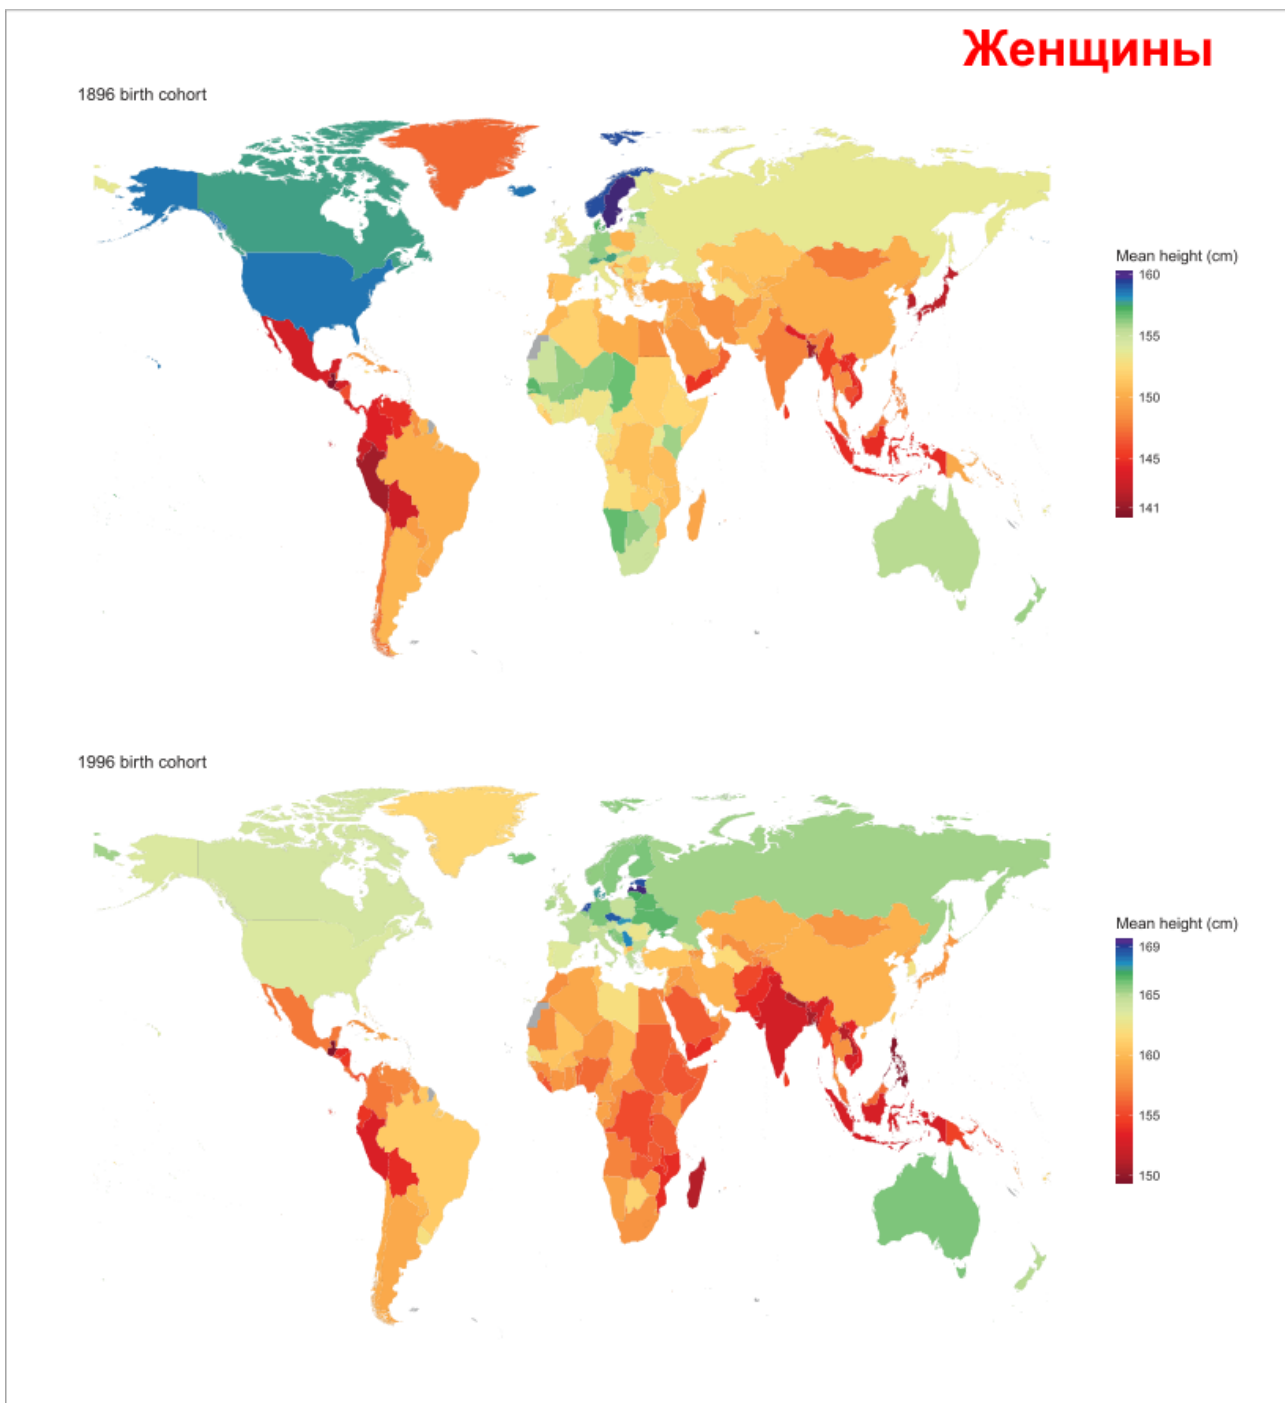 Женщины
1896 birth cohort
Mean height (cm)
160
155
150
145
141
1996 birth cohort
Mean height (cm)
169
165
160
155
150